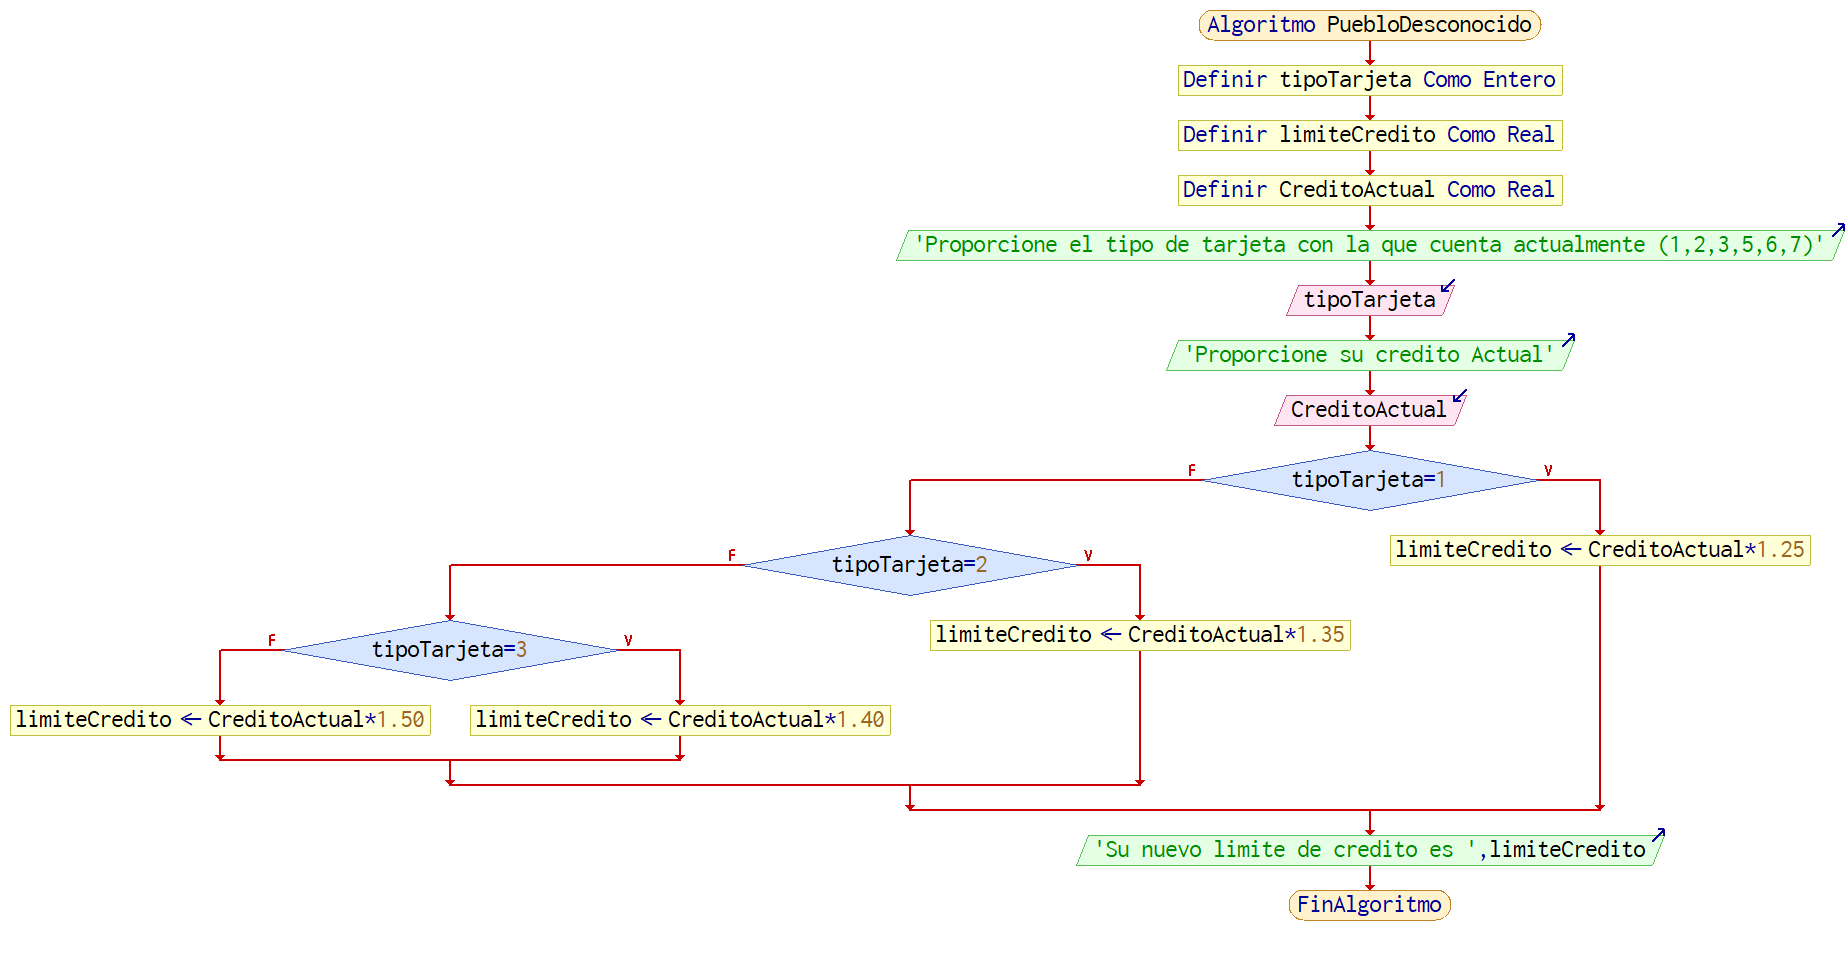 Algoritmo PuebloDesconocido
Definir tipoTarjeta Como Entero
Definir limiteCredito Como Real
Definir CreditoActual Como Real
'Proporcione el tipo de tarjeta con la que cuenta actualmente (1,2,3,5,6,7)'
tipoTarjeta
'Proporcione su credito Actual'
CreditoActual
F
tipoTarjeta=1
V
limiteCredito ← CreditoActual*1.25
F
tipoTarjeta=2
V
limiteCredito ← CreditoActual*1.35
F
tipoTarjeta=3
V
limiteCredito ← CreditoActual*1.50
limiteCredito ← CreditoActual*1.40
'Su nuevo limite de credito es ',limiteCredito
FinAlgoritmo